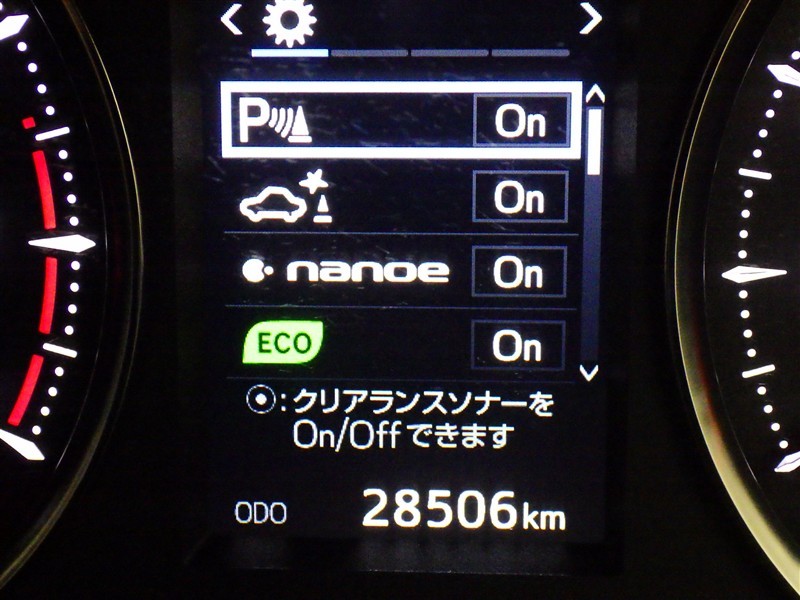 P On
On
nanoe On
ECO On
⦿:クリアランスソナーを
On/Offできます
ODO 28506km